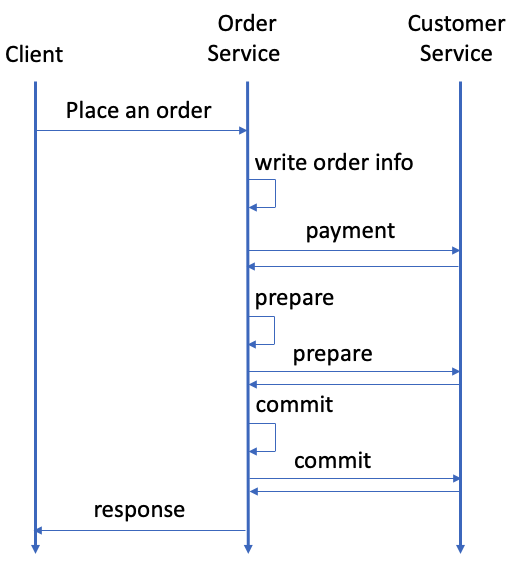 Client
Order
Service
Customer
Service
Place an order
write order info
payment
prepare
prepare
commit
commit
response